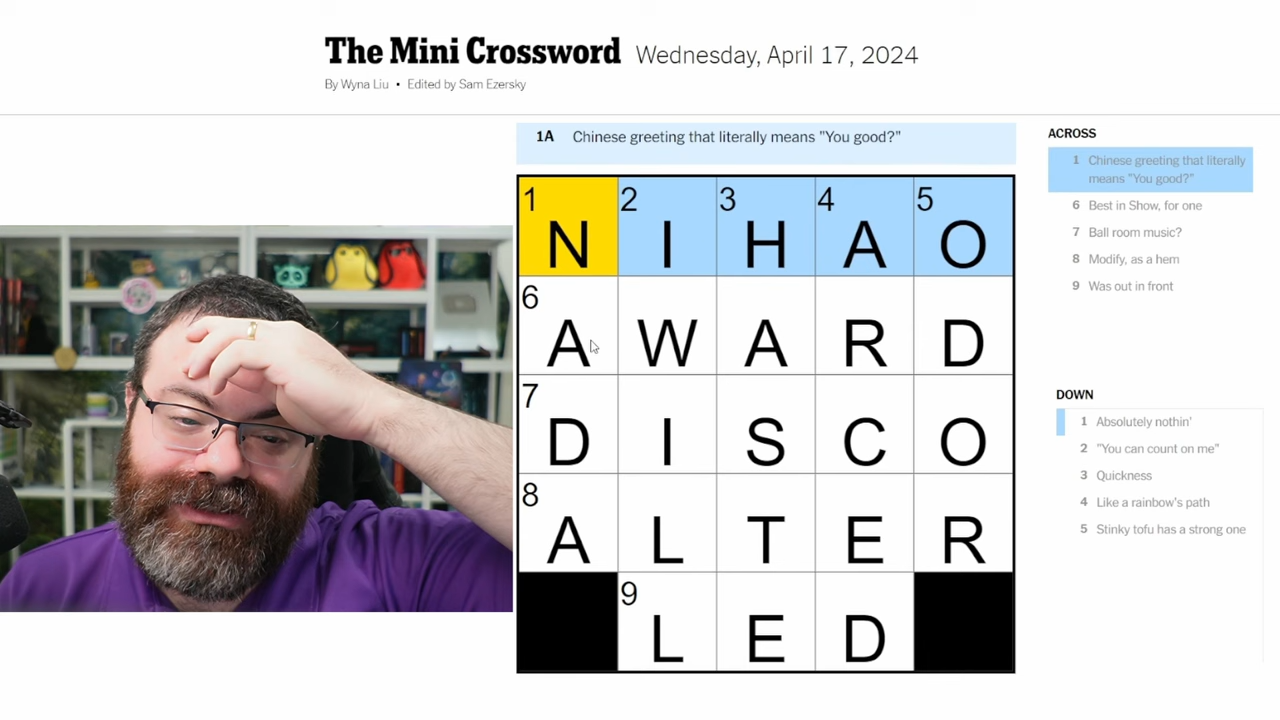 The Mini Crossword Wednesday, April 17, 2024
By Wyna Liu • Edited by Sam Ezersky
1A Chinese greeting that literally means "You good?"
1 2 3 4 5
N I H A O
6
A W A R D
7
D I S C O
8
A L T E R
9
L E D
ACROSS
1 Chinese greeting that literally
means "You good?"
6 Best in Show, for one
7 Ball room music?
8 Modify, as a hem
9 Was out in front
DOWN
1 Absolutely nothin'
2 "You can count on me"
3 Quickness
4 Like a rainbow's path
5 Stinky tofu has a strong one